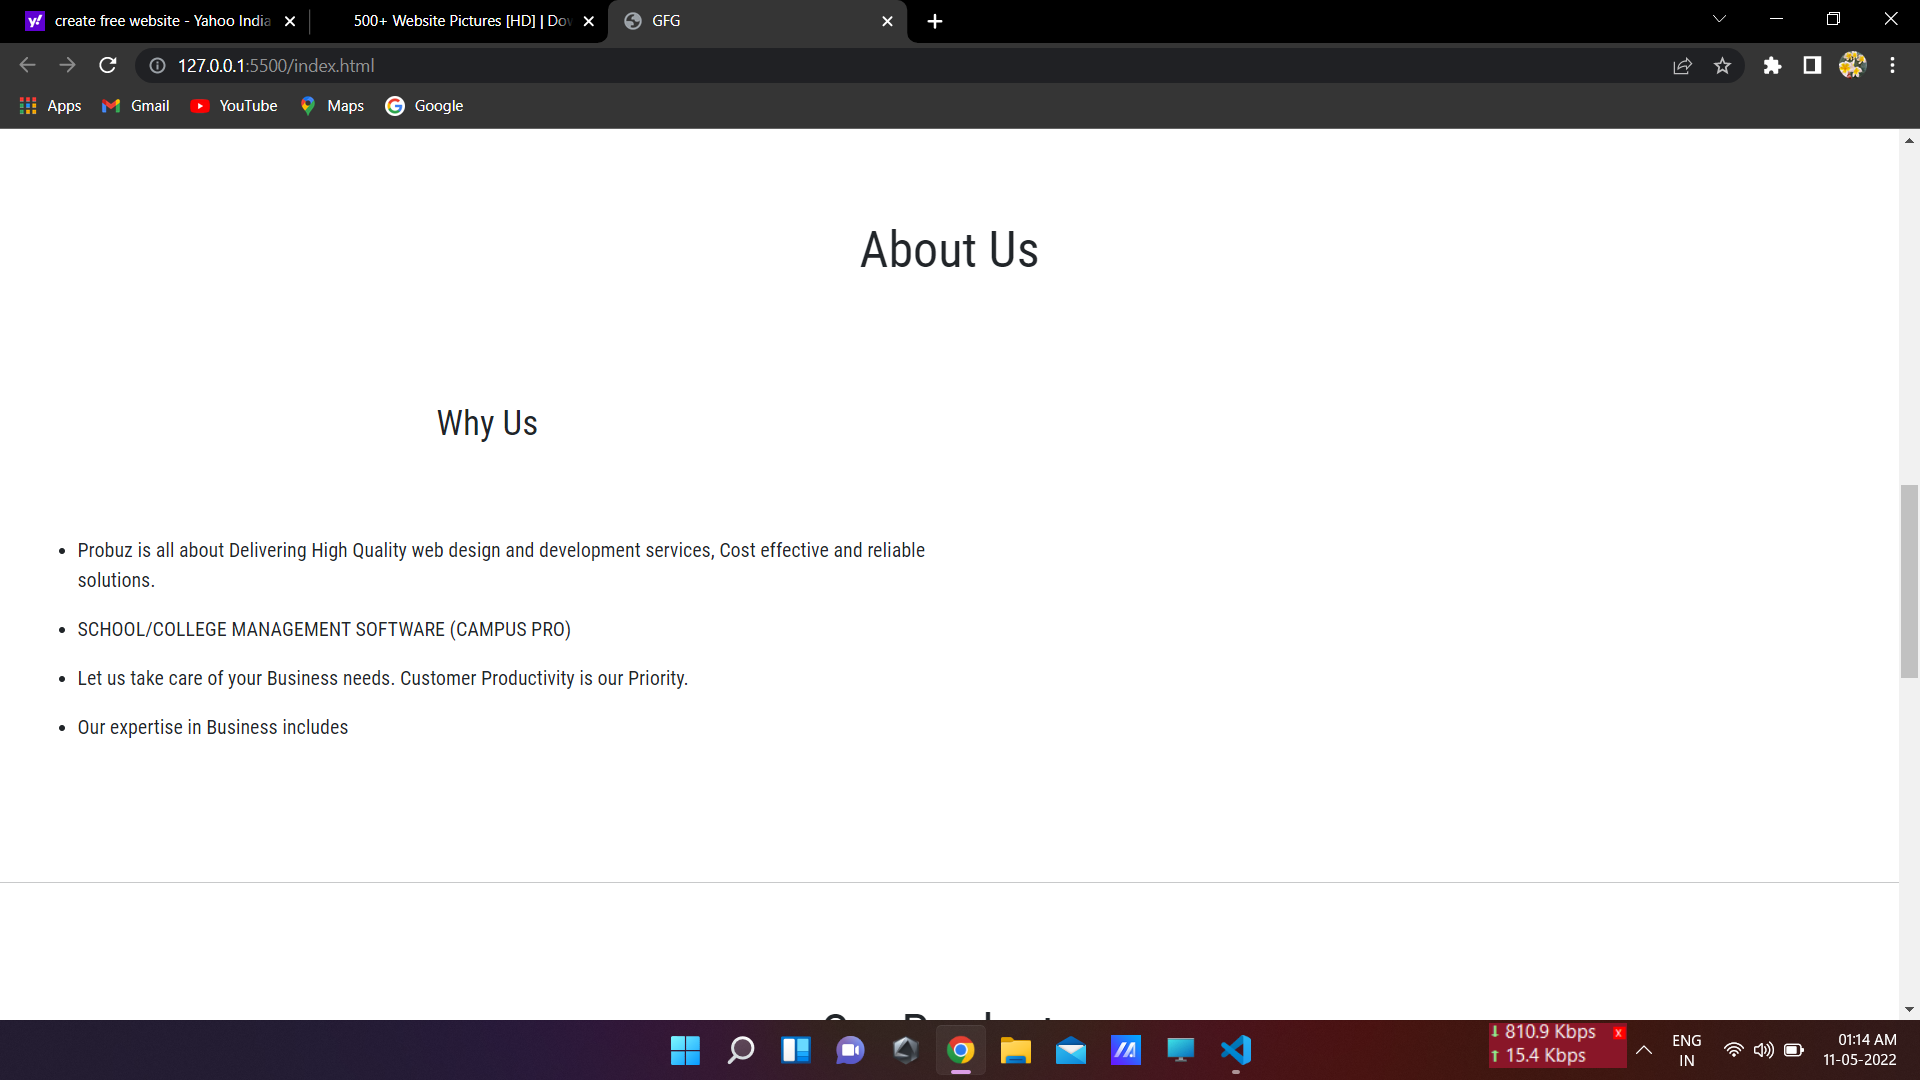 create free website - Yahoo India
500+ Website Pictures [HD] | Do
GFG
127.0.0.1:5500/index.html
Apps
Gmail
YouTube
Maps
Google
About Us
Why Us
• Probuz is all about Delivering High Quality web design and development services, Cost effective and reliable
solutions.
• SCHOOL/COLLEGE MANAGEMENT SOFTWARE (CAMPUS PRO)
• Let us take care of your Business needs. Customer Productivity is our Priority.
• Our expertise in Business includes
810.9 Kbps
15.4 Kbps
ENG
IN
01:14 AM
11-05-2022